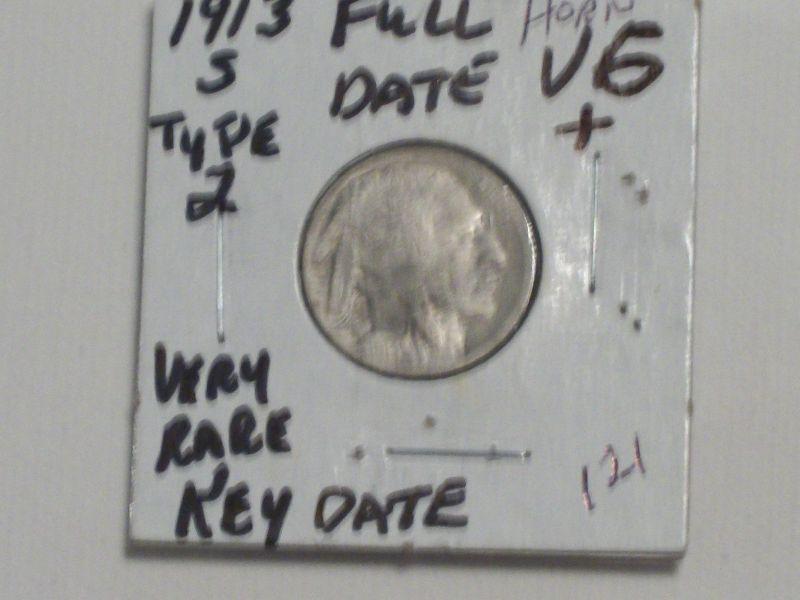 1913 FULL HORN
S DATE VG
TYPE +
2
VERY
RARE
KEY DATE
121